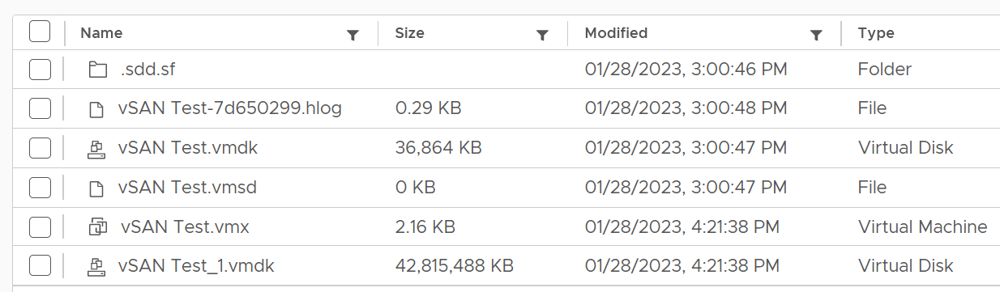 Name Size Modified Type
.sdd.sf 01/28/2023, 3:00:46 PM Folder
vSAN Test-7d650299.hlog 0.29 KB 01/28/2023, 3:00:48 PM File
vSAN Test.vmdk 36,864 KB 01/28/2023, 3:00:47 PM Virtual Disk
vSAN Test.vmsd 0 KB 01/28/2023, 3:00:47 PM File
vSAN Test.vmx 2.16 KB 01/28/2023, 4:21:38 PM Virtual Machine
vSAN Test_1.vmdk 42,815,488 KB 01/28/2023, 4:21:38 PM Virtual Disk